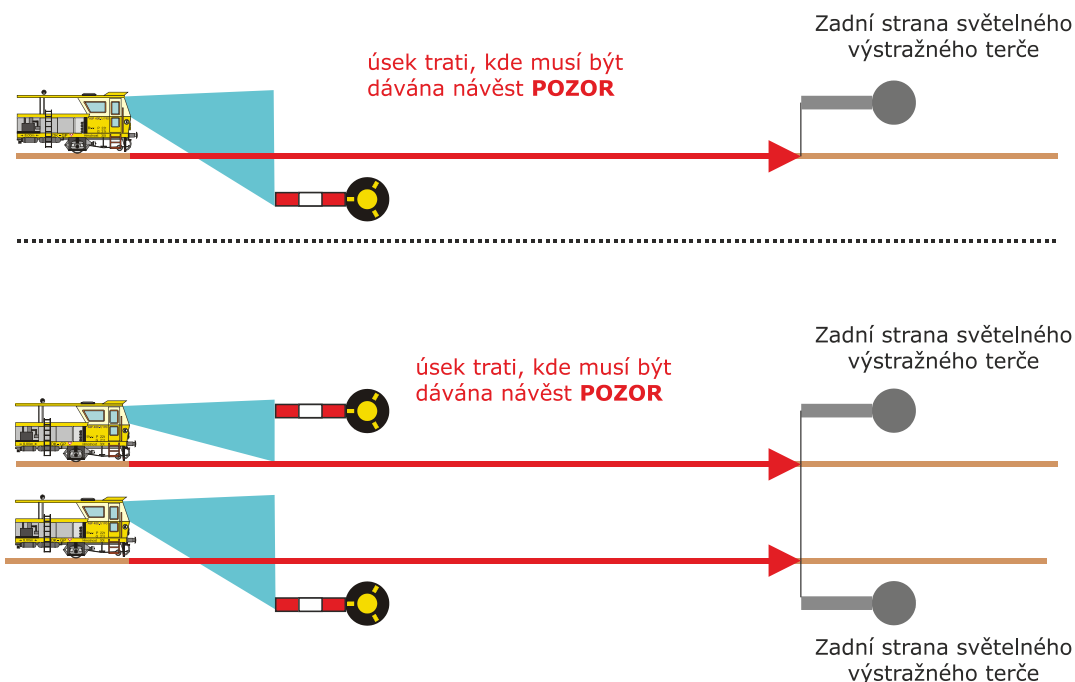 Zadní strana světelného
výstražného terče
úsek trati, kde musí být
dávána návěst POZOR
Zadní strana světelného
výstražného terče
úsek trati, kde musí být
dávána návěst POZOR
Zadní strana světelného
výstražného terče